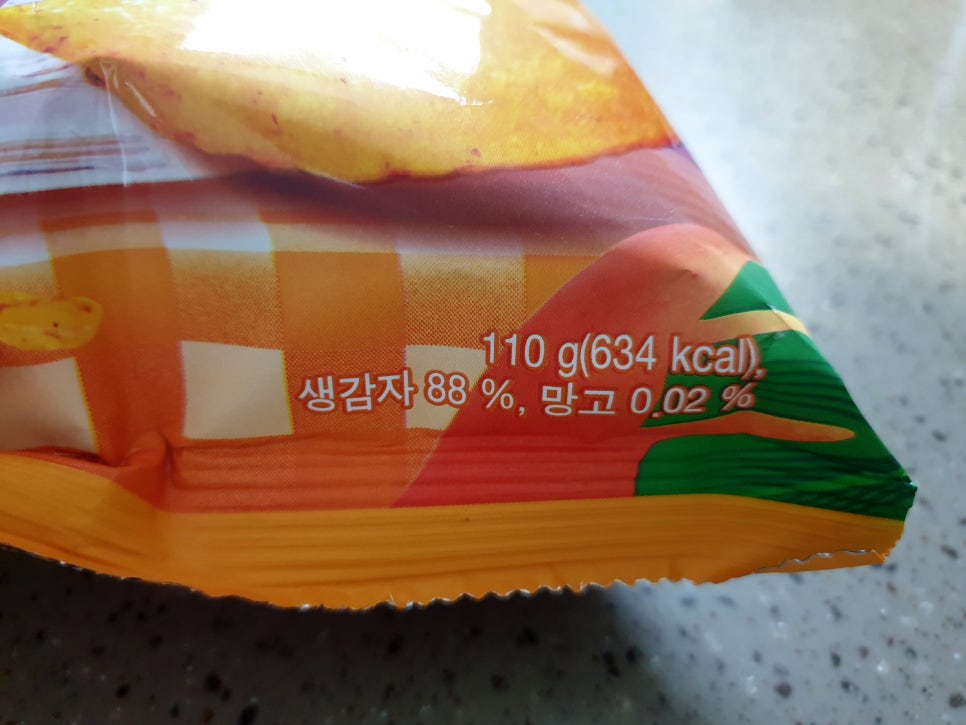 110 g(634 kcal),
생감자 88 %, 망고 0.02 %